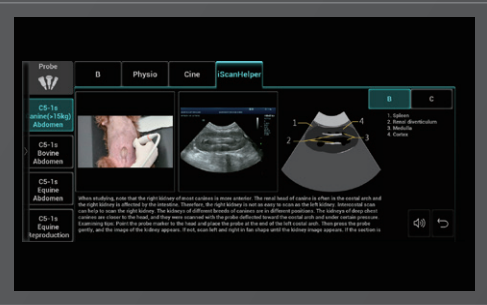 Probe
B
Physio
Cine
iScanHelper
C5-1s
anine(>15kg)
Abdomen
C5-1s
Bovine
Abdomen
C5-1s
Equine
Abdomen
C5-1s
Equine
Reproduction
B
C
1. Spleen
2. Renal diverticulum
3. Medulla
4. Cortex
1
4
2
3
When studying, note that the right kidney of most canines is more anterior. The renal head of canine is often in the costal arch and
the right kidney is affected by the intestine. Therefore, the right kidney is not as easy to scan as the left kidney. Intercostal scan
can help to scan the right kidney. The kidneys of different breeds of canines are in different positions. The kidneys of deep chest
canines are closer to the head, and they were scanned with the probe deflected toward the costal arch and under certain pressure.
Examining tips: Point the probe marker to the head and place the probe at the end of the left costal arch. Then press the probe
gently, and the image of the kidney appears. If not, scan left and right in fan shape until the kidney image appears. If the section is